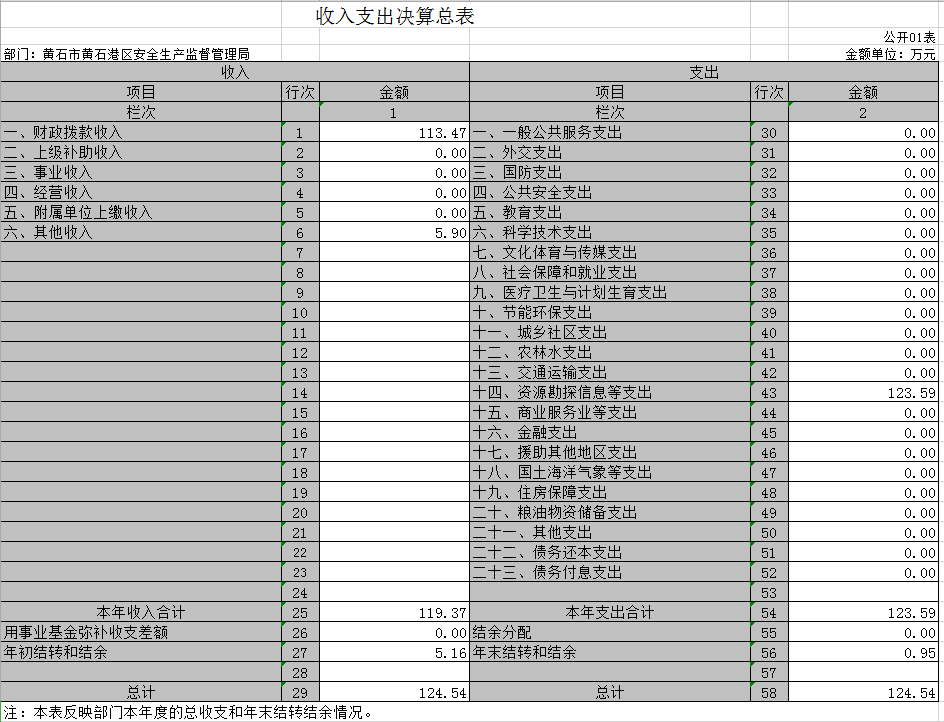 收入支出决算总表
公开01表
部门：黄石市黄石港区安全生产监督管理局 金额单位：万元
收入 支出
项目 行次 金额 项目 行次 金额
栏次 1 栏次 2
一、财政拨款收入 1 113.47 一、一般公共服务支出 30 0.00
二、上级补助收入 2 0.00 二、外交支出 31 0.00
三、事业收入 3 0.00 三、国防支出 32 0.00
四、经营收入 4 0.00 四、公共安全支出 33 0.00
五、附属单位上缴收入 5 0.00 五、教育支出 34 0.00
六、其他收入 6 5.90 六、科学技术支出 35 0.00
7 七、文化体育与传媒支出 36 0.00
8 八、社会保障和就业支出 37 0.00
9 九、医疗卫生与计划生育支出 38 0.00
10 十、节能环保支出 39 0.00
11 十一、城乡社区支出 40 0.00
12 十二、农林水支出 41 0.00
13 十三、交通运输支出 42 0.00
14 十四、资源勘探信息等支出 43 123.59
15 十五、商业服务业等支出 44 0.00
16 十六、金融支出 45 0.00
17 十七、援助其他地区支出 46 0.00
18 十八、国土海洋气象等支出 47 0.00
19 十九、住房保障支出 48 0.00
20 二十、粮油物资储备支出 49 0.00
21 二十一、其他支出 50 0.00
22 二十二、债务还本支出 51 0.00
23 二十三、债务付息支出 52 0.00
24 53
本年收入合计 25 119.37 本年支出合计 54 123.59
用事业基金弥补收支差额 26 0.00 结余分配 55 0.00
年初结转和结余 27 5.16 年末结转和结余 56 0.95
28 57
总计 29 124.54 总计 58 124.54
注：本表反映部门本年度的总收支和年末结转结余情况。